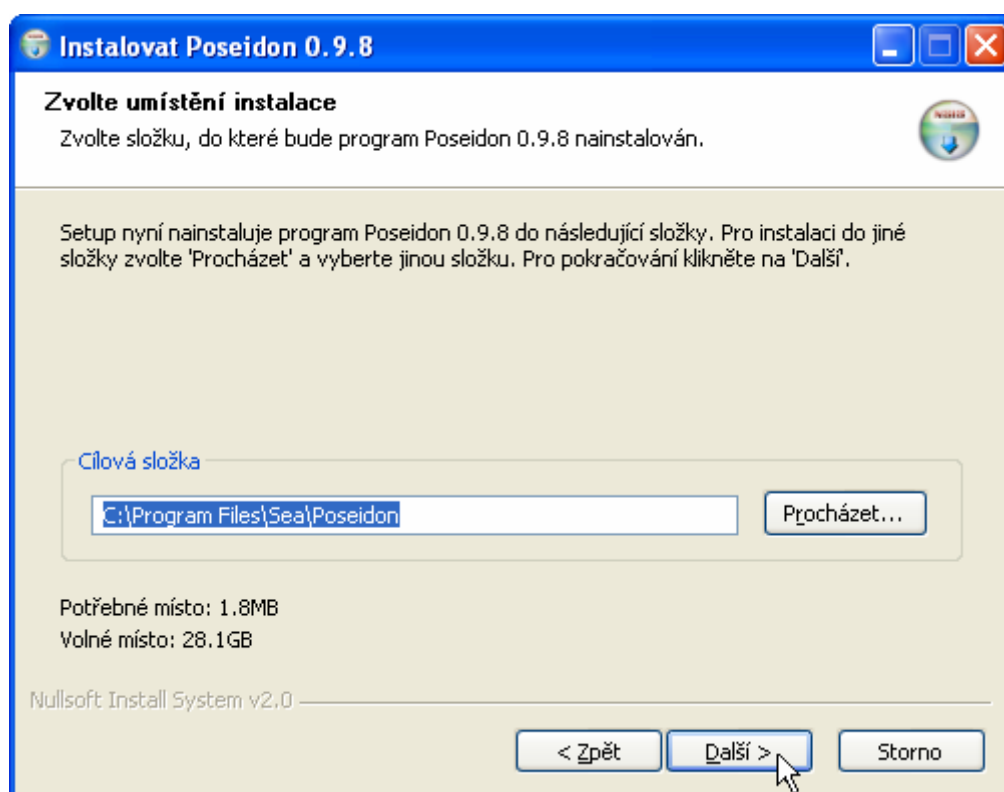 Instalovat Poseidon 0.9.8
Zvolte umístění instalace
Zvolte složku, do které bude program Poseidon 0.9.8 nainstalován.
Setup nyní nainstaluje program Poseidon 0.9.8 do následující složky. Pro instalaci do jiné
složky zvolte 'Procházet' a vyberte jinou složku. Pro pokračování klikněte na 'Další'.
Cílová složka
C:\Program Files\Sea\Poseidon
Procházet...
Potřebné místo: 1.8MB
Volné místo: 28.1GB
Nullsoft Install System v2.0
< Zpět
Další >
Storno